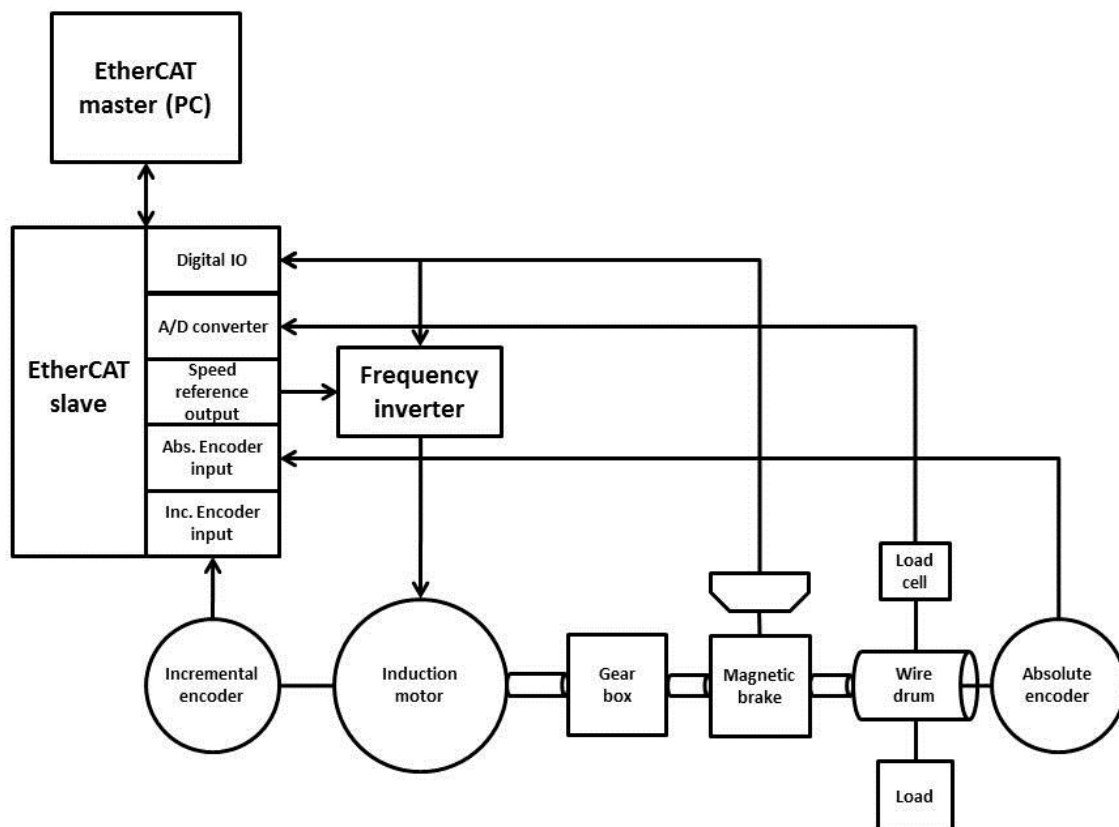 EtherCAT
master (PC)
EtherCAT
slave
Digital IO
A/D converter
Speed
reference
output
Abs. Encoder
input
Inc. Encoder
input
Frequency
inverter
Load
cell
Incremental
encoder
Induction
motor
Gear
box
Magnetic
brake
Wire
drum
Absolute
encoder
Load